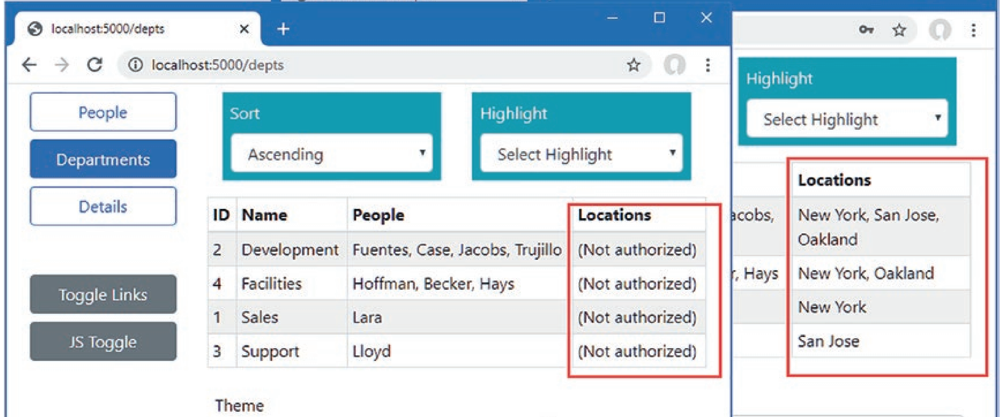 localhost:5000/depts
localhost:5000/depts
People
Departments
Details
Toggle Links
JS Toggle
Sort
Ascending
Highlight
Select Highlight
ID Name People Locations
2 Development Fuentes, Case, Jacobs, Trujillo (Not authorized)
4 Facilities Hoffman, Becker, Hays (Not authorized)
1 Sales Lara (Not authorized)
3 Support Lloyd (Not authorized)
Theme
Highlight
Select Highlight
Locations
acobs, New York, San Jose,
Oakland
r, Hays New York, Oakland
New York
San Jose